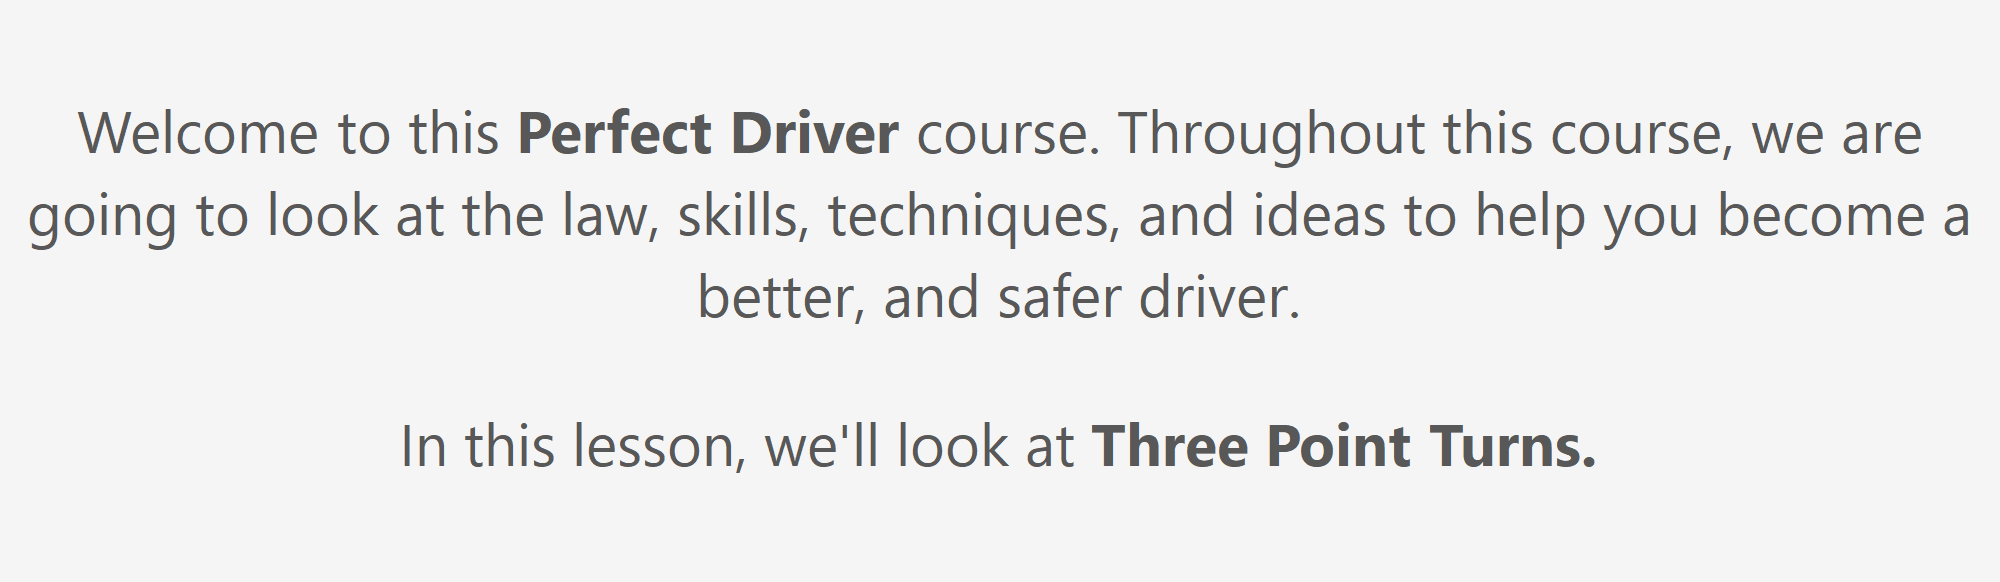 Welcome to this Perfect Driver course. Throughout this course, we are
going to look at the law, skills, techniques, and ideas to help you become a
better, and safer driver.
In this lesson, we'll look at Three Point Turns.